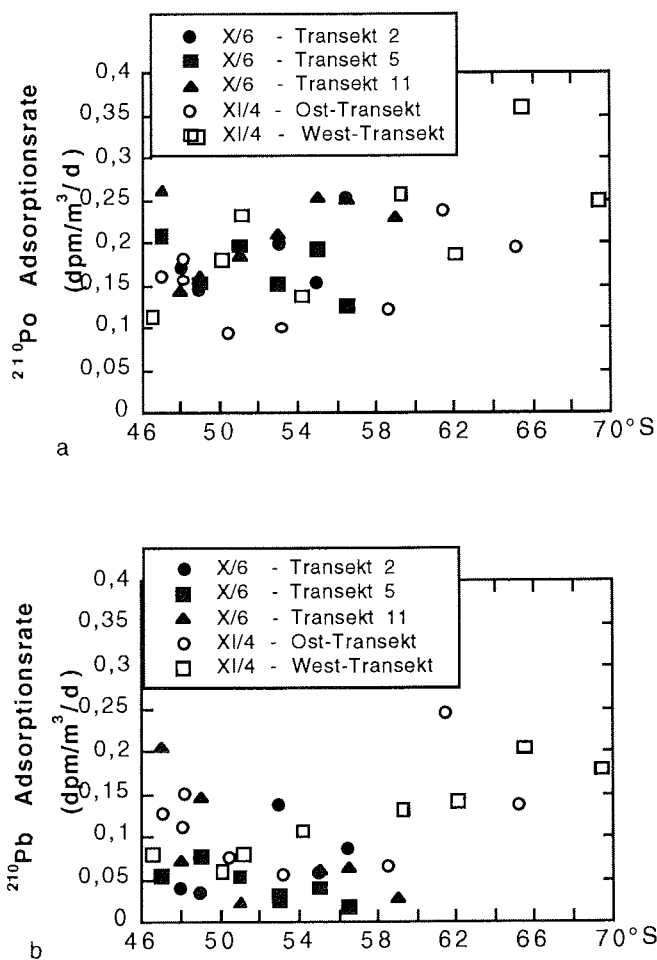 X/6 - Transekt 2
X/6 - Transekt 5
X/6 - Transekt 11
XI/4 - Ost-Transekt
XI/4 - West-Transekt
210Po Adsorptionsrate
(dpm/m³/d)
0,4
0,35
0,3
0,25
0,2
0,15
0,1
0,05
0
46 50 54 58 62 66 70°S
a
X/6 - Transekt 2
X/6 - Transekt 5
X/6 - Transekt 11
XI/4 - Ost-Transekt
XI/4 - West-Transekt
210Pb Adsorptionsrate
(dpm/m³/d)
0,4
0,35
0,3
0,25
0,2
0,15
0,1
0,05
0
46 50 54 58 62 66 70°S
b